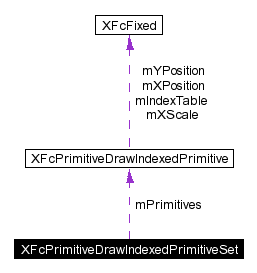 XFcFixed
mYPosition
mXPosition
mIndexTable
mXScale
XFcPrimitiveDrawIndexedPrimitive
mPrimitives
XFcPrimitiveDrawIndexedPrimitiveSet